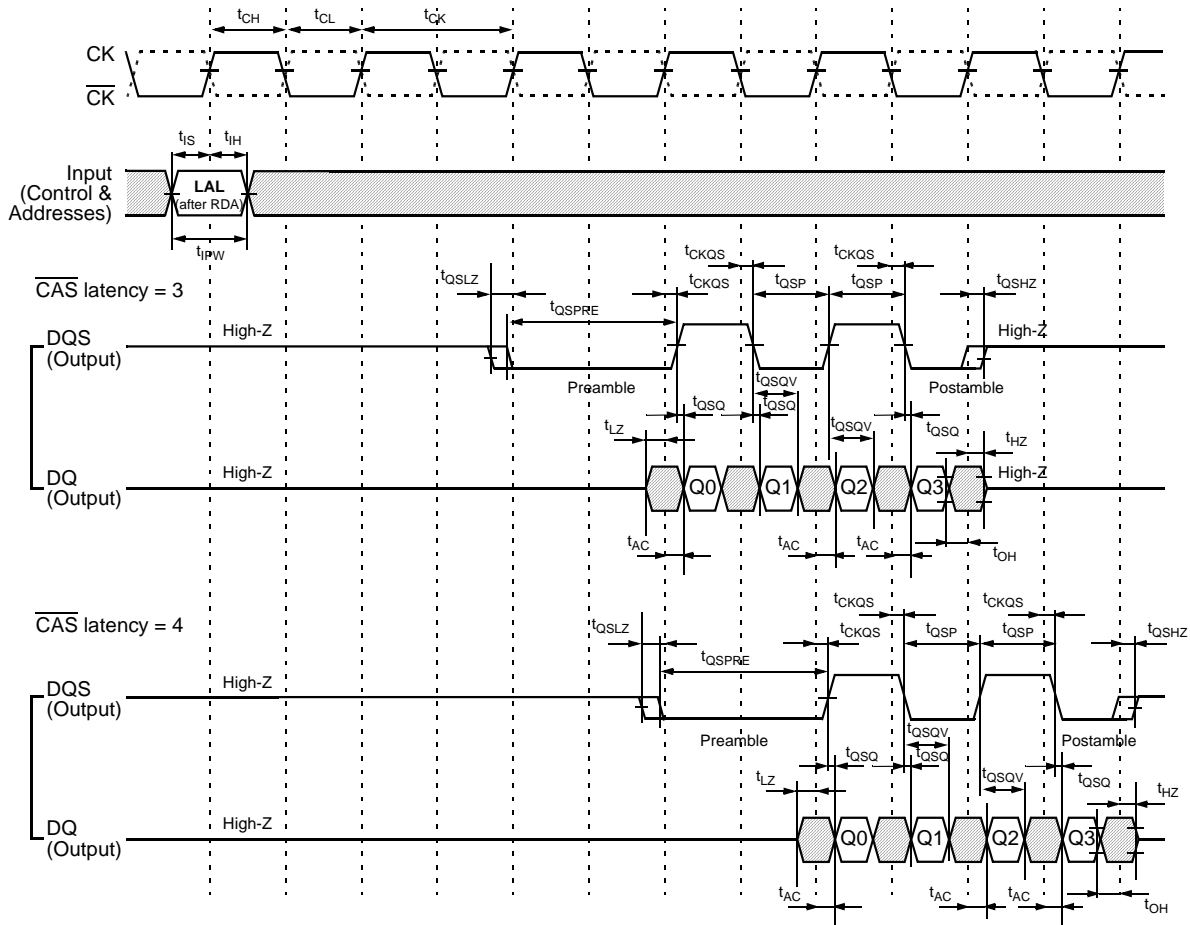 tCH tCL tCK
CK
CK
tIS tIH
Input
(Control &
Addresses)
LAL
(after RDA)
tIPW
CAS latency = 3
tCKQS tCKQS
tQSLZ tCKQS tQSP tQSP tQSHZ
tQSPRE
DQS
(Output)
High-Z High-Z
Preamble Postamble
tQSQV
tLZ tQSQ tQSQ tQSQV tQSQ tHZ
DQ
(Output)
High-Z Q0 Q1 Q2 Q3 High-Z
tAC tAC tAC tOH
CAS latency = 4
tCKQS tCKQS
tQSLZ tCKQS tQSP tQSP tQSHZ
tQSPRE
DQS
(Output)
High-Z
Preamble Postamble
tQSQV
tLZ tQSQ tQSQ tQSQV tQSQ tHZ
DQ
(Output)
High-Z Q0 Q1 Q2 Q3
tAC tAC tAC tOH